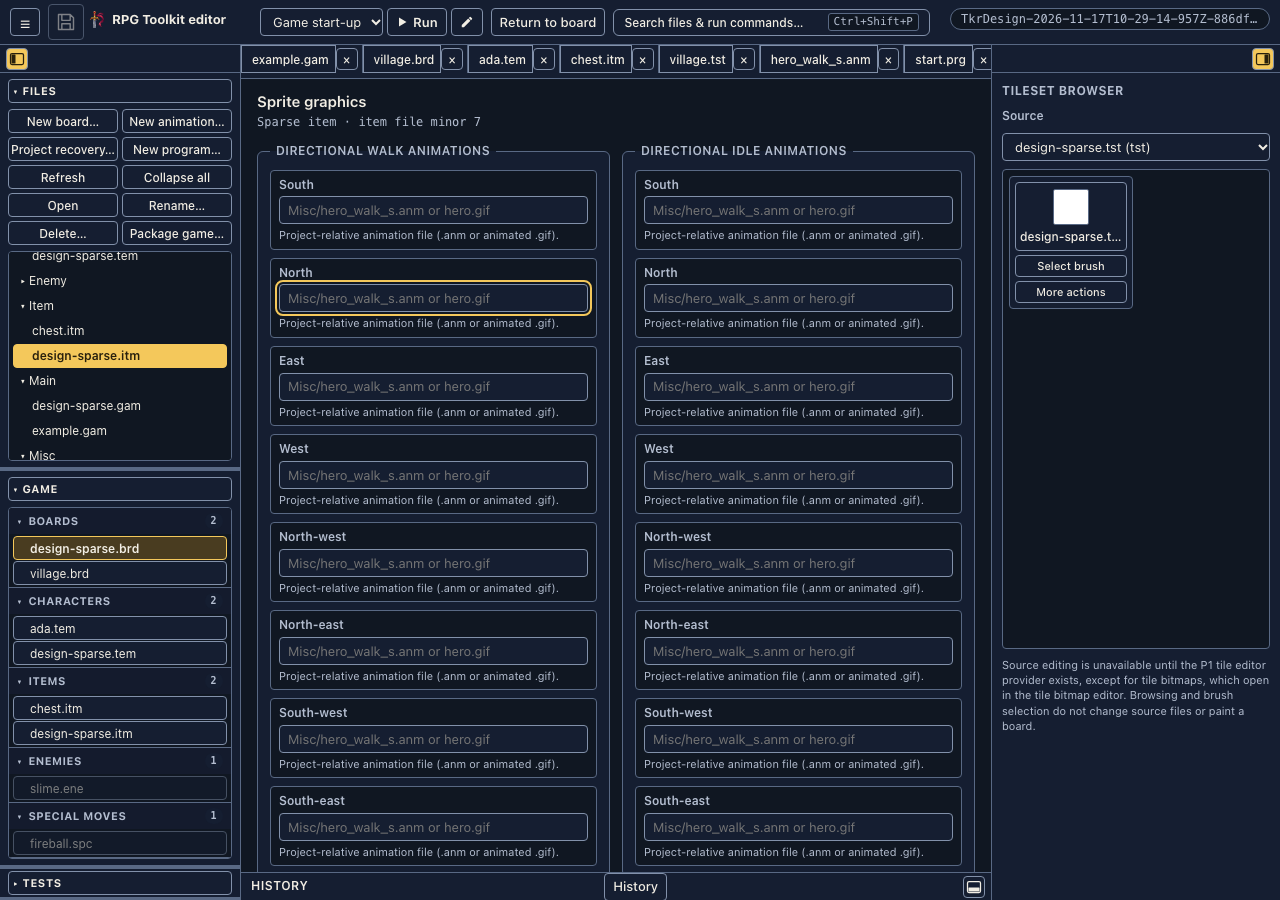 RPG Toolkit editor
Game start-up
Run
Return to board
Search files & run commands...
Ctrl+Shift+P
TkrDesign-2026-11-17T10-29-14-957Z-886df…
FILES
New board...
New animation...
Project recovery...
New program...
Refresh
Collapse all
Open
Rename...
Delete...
Package game...
design-sparse.tem
Enemy
Item
chest.itm
design-sparse.itm
Main
design-sparse.gam
example.gam
Misc
GAME
BOARDS 2
design-sparse.brd
village.brd
CHARACTERS 2
ada.tem
design-sparse.tem
ITEMS 2
chest.itm
design-sparse.itm
ENEMIES 1
slime.ene
SPECIAL MOVES 1
fireball.spc
TESTS
example.gam ×
village.brd ×
ada.tem ×
chest.itm ×
village.tst ×
hero_walk_s.anm ×
start.prg ×
Sprite graphics
Sparse item · item file minor 7
DIRECTIONAL WALK ANIMATIONS
South
Misc/hero_walk_s.anm or hero.gif
Project-relative animation file (.anm or animated .gif).
North
Misc/hero_walk_s.anm or hero.gif
Project-relative animation file (.anm or animated .gif).
East
Misc/hero_walk_s.anm or hero.gif
Project-relative animation file (.anm or animated .gif).
West
Misc/hero_walk_s.anm or hero.gif
Project-relative animation file (.anm or animated .gif).
North-west
Misc/hero_walk_s.anm or hero.gif
Project-relative animation file (.anm or animated .gif).
North-east
Misc/hero_walk_s.anm or hero.gif
Project-relative animation file (.anm or animated .gif).
South-west
Misc/hero_walk_s.anm or hero.gif
Project-relative animation file (.anm or animated .gif).
South-east
Misc/hero_walk_s.anm or hero.gif
Project-relative animation file (.anm or animated .gif).
DIRECTIONAL IDLE ANIMATIONS
South
Misc/hero_walk_s.anm or hero.gif
Project-relative animation file (.anm or animated .gif).
North
Misc/hero_walk_s.anm or hero.gif
Project-relative animation file (.anm or animated .gif).
East
Misc/hero_walk_s.anm or hero.gif
Project-relative animation file (.anm or animated .gif).
West
Misc/hero_walk_s.anm or hero.gif
Project-relative animation file (.anm or animated .gif).
North-west
Misc/hero_walk_s.anm or hero.gif
Project-relative animation file (.anm or animated .gif).
North-east
Misc/hero_walk_s.anm or hero.gif
Project-relative animation file (.anm or animated .gif).
South-west
Misc/hero_walk_s.anm or hero.gif
Project-relative animation file (.anm or animated .gif).
South-east
Misc/hero_walk_s.anm or hero.gif
Project-relative animation file (.anm or animated .gif).
HISTORY
History
TILESET BROWSER
Source
design-sparse.tst (tst)
design-sparse.t...
Select brush
More actions
Source editing is unavailable until the P1 tile editor
provider exists, except for tile bitmaps, which open
in the tile bitmap editor. Browsing and brush
selection do not change source files or paint a
board.